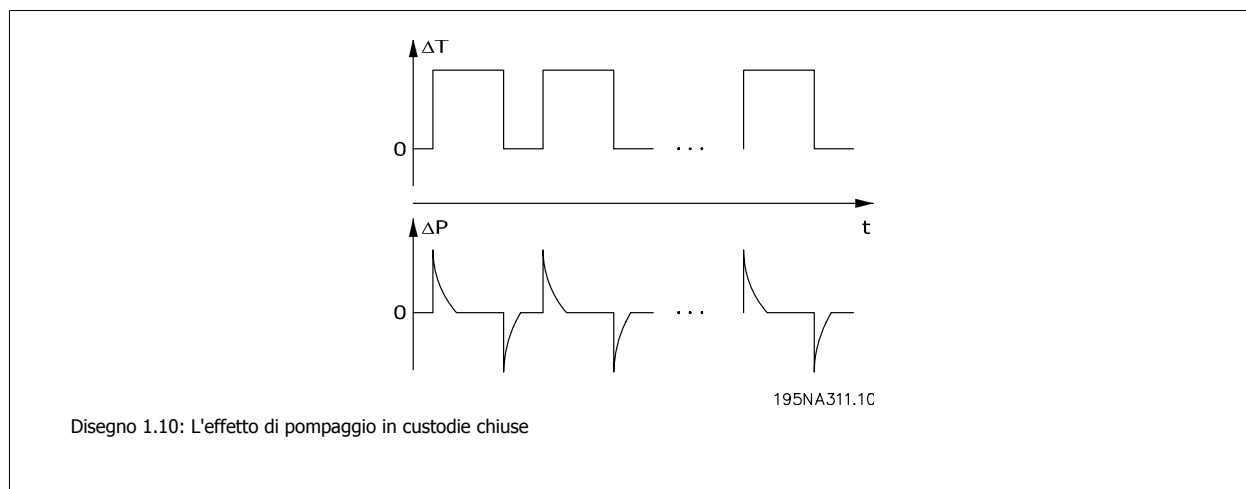 ΔT
0
t
ΔP
0
195NA311.10
Disegno 1.10: L'effetto di pompaggio in custodie chiuse